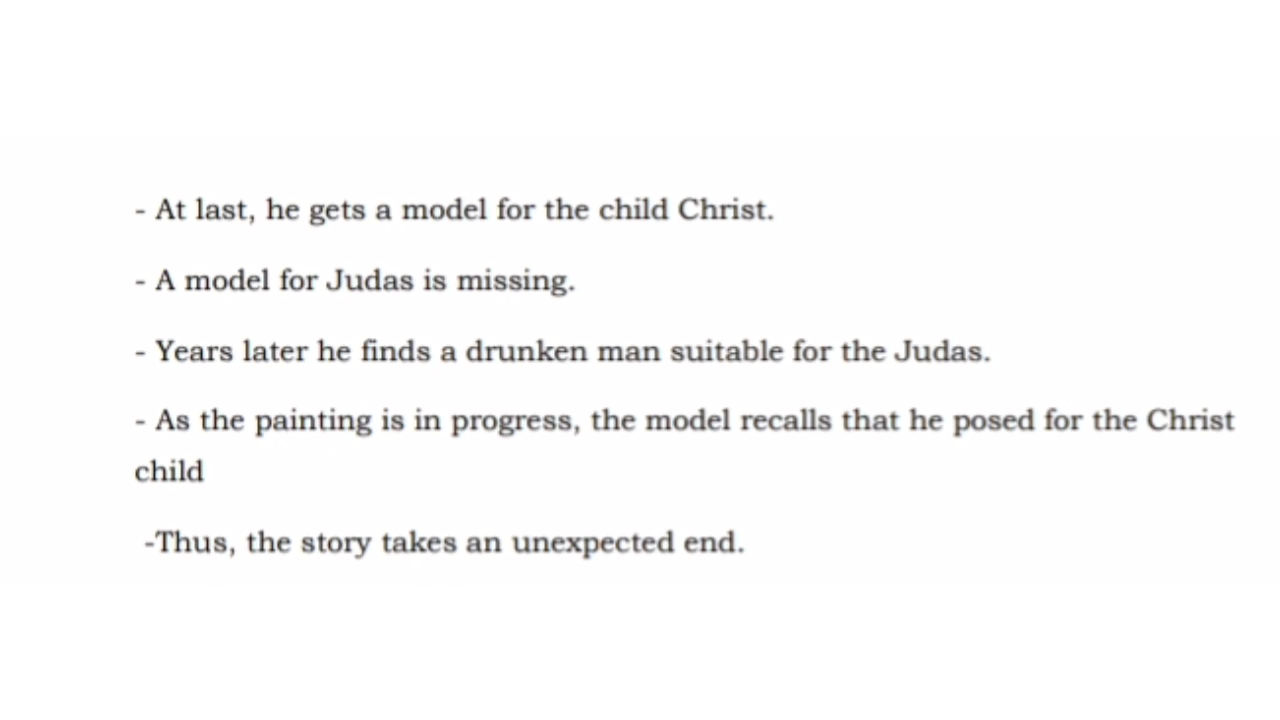 - At last, he gets a model for the child Christ.
- A model for Judas is missing.
- Years later he finds a drunken man suitable for the Judas.
- As the painting is in progress, the model recalls that he posed for the Christ
child
-Thus, the story takes an unexpected end.